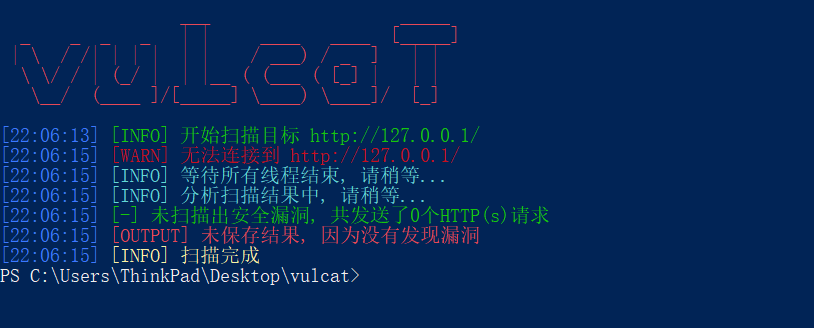 vulcat
[22:06:13] [INFO] 开始扫描目标 http://127.0.0.1/
[22:06:15] [WARN] 无法连接到 http://127.0.0.1/
[22:06:15] [INFO] 等待所有线程结束, 请稍等...
[22:06:15] [INFO] 分析扫描结果中, 请稍等...
[22:06:15] [-] 未扫描出安全漏洞, 共发送了0个HTTP(s)请求
[22:06:15] [OUTPUT] 未保存结果, 因为没有发现漏洞
[22:06:15] [INFO] 扫描完成
PS C:\Users\ThinkPad\Desktop\vulcat>